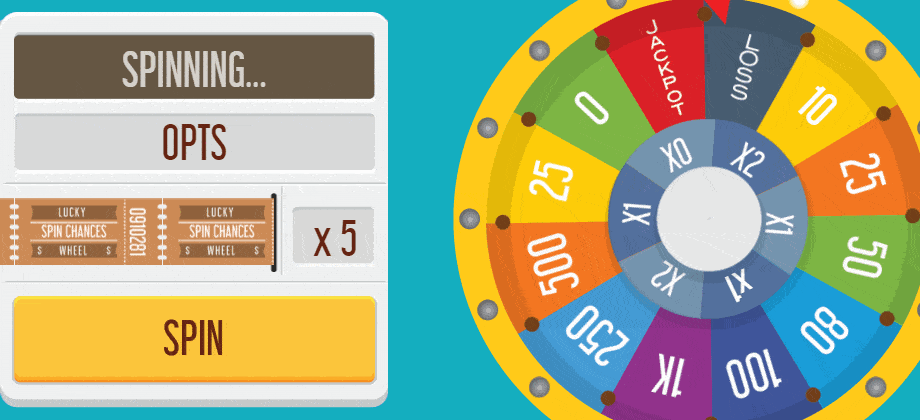 SPINNING...
0PTS
LUCKY
SPIN CHANCES
$ WHEEL $
0910281
LUCKY
SPIN CHANCES
$ WHEEL $
x 5
SPIN
JACKPOT
LOSS
10
25
50
80
100
1K
250
500
25
0
X0
X2
X1
X1
X2
X1